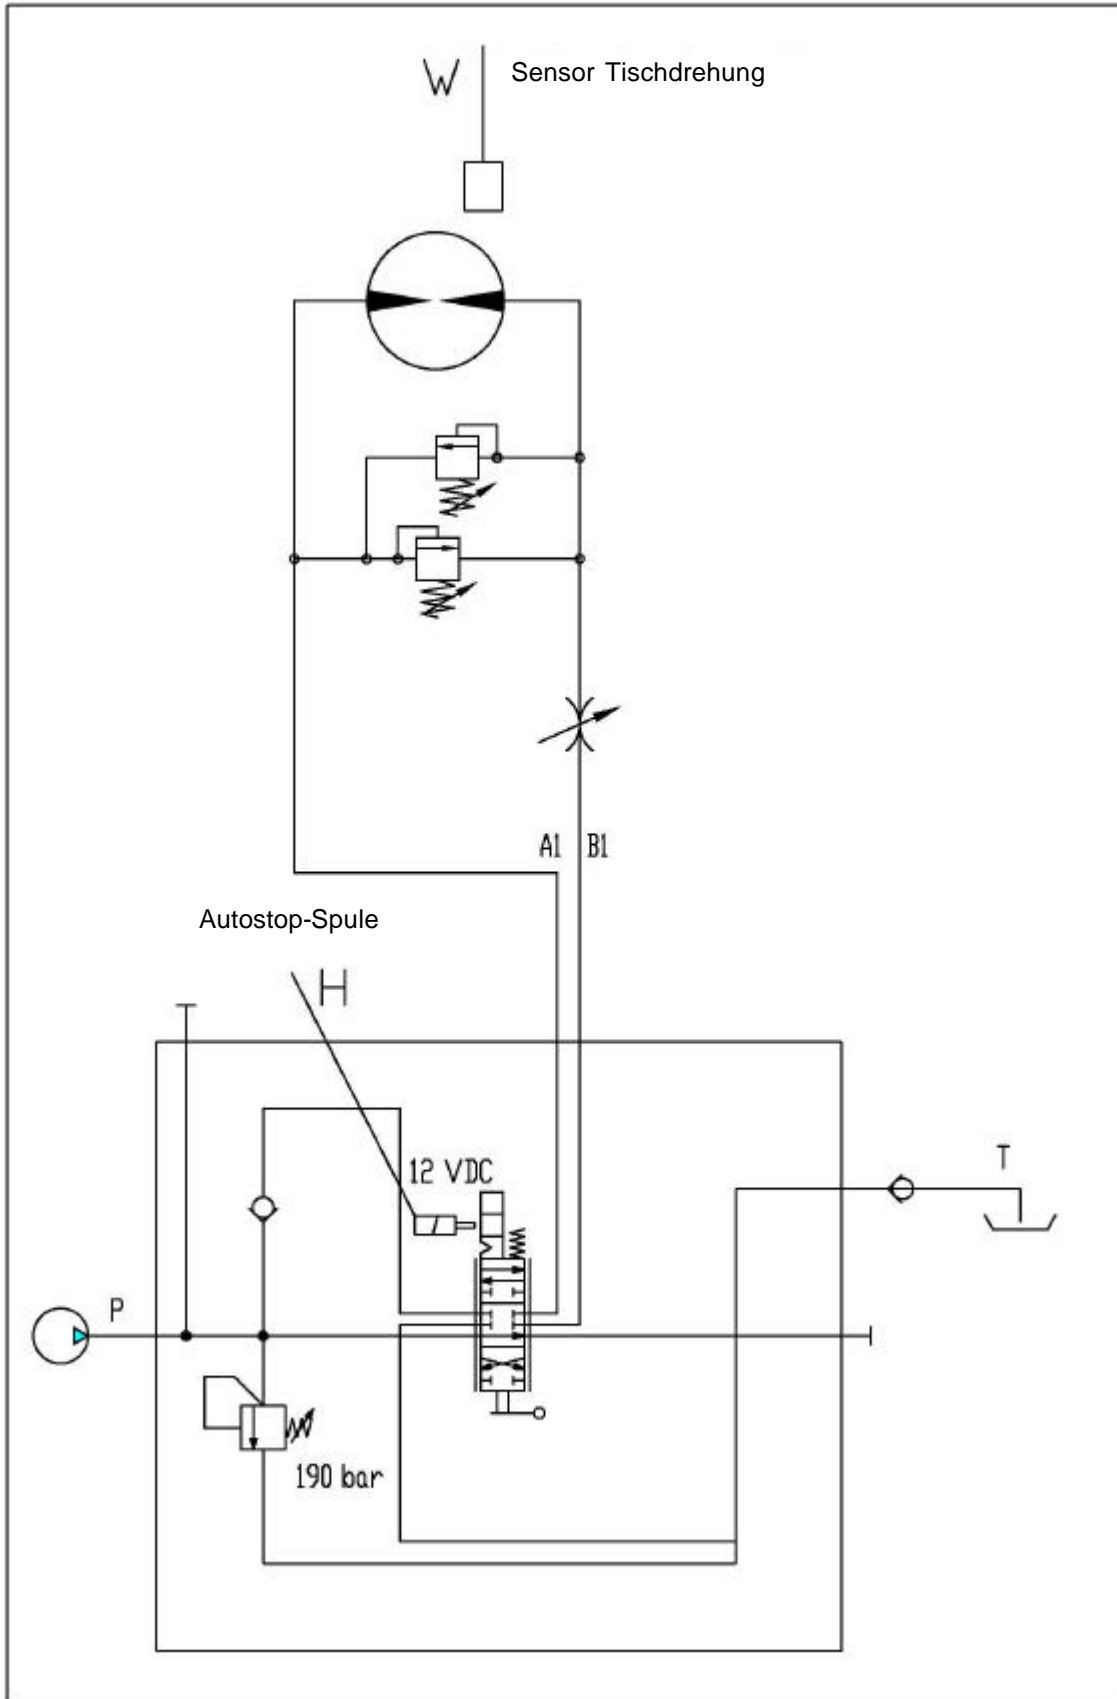 W
Sensor Tischdrehung
A1
B1
Autostop-Spule
H
12 VDC
T
P
190 bar